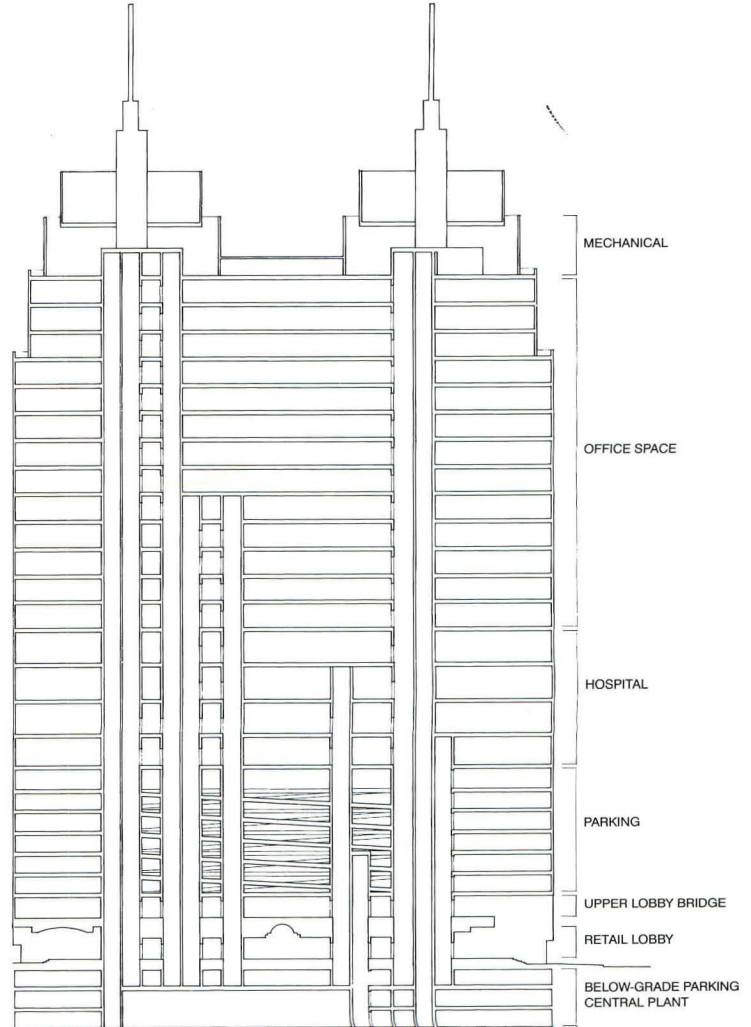 MECHANICAL
OFFICE SPACE
HOSPITAL
PARKING
UPPER LOBBY BRIDGE
RETAIL LOBBY
BELOW-GRADE PARKING
CENTRAL PLANT